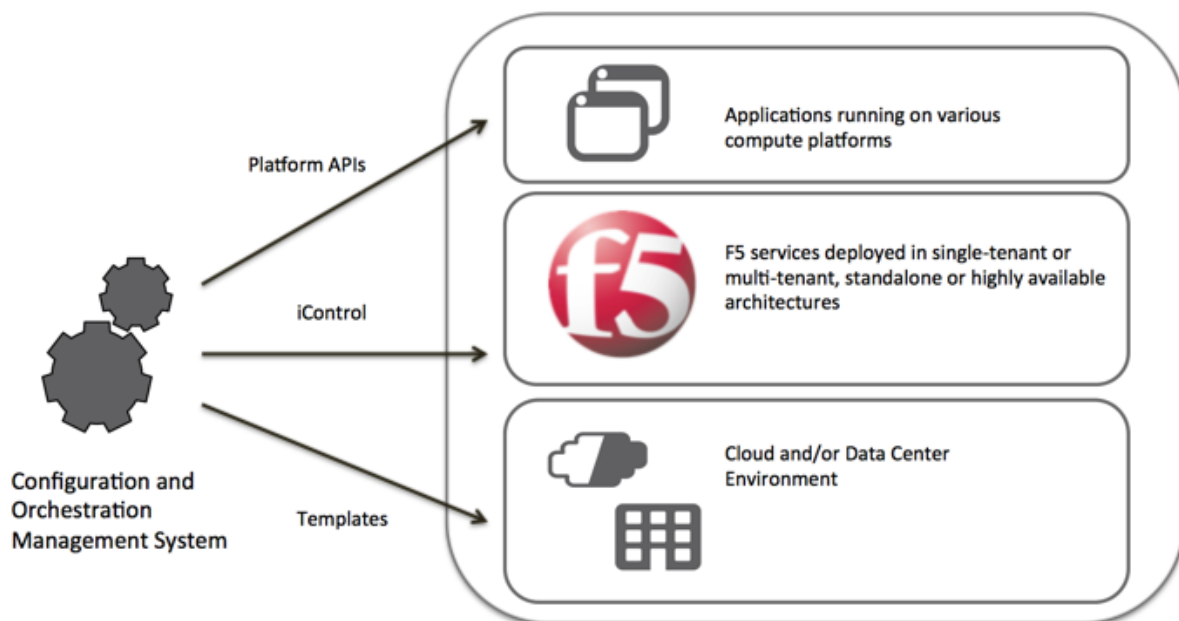 Applications running on various
compute platforms
Platform APIs
f5
F5 services deployed in single-tenant or
multi-tenant, standalone or highly available
architectures
iControl
Cloud and/or Data Center
Environment
Configuration and
Orchestration
Management System
Templates